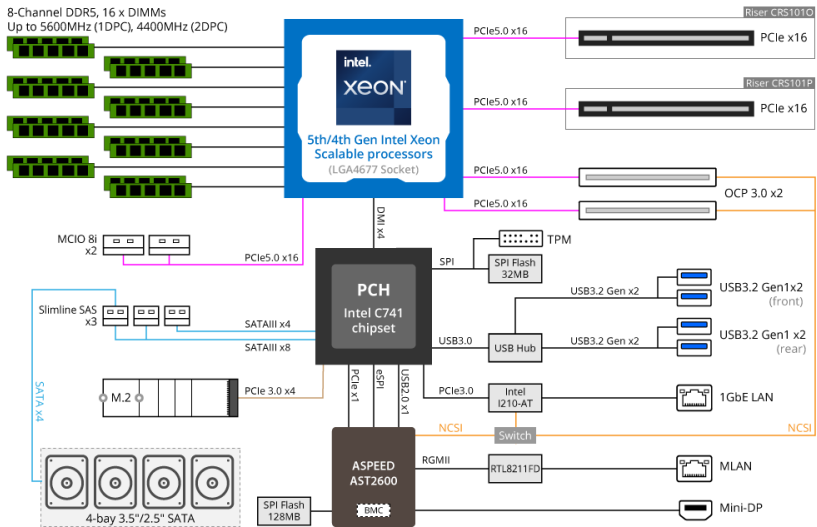 8-Channel DDR5, 16 x DIMMs
Up to 5600MHz (1DPC), 4400MHz (2DPC)
Riser CRS101O
PCIe5.0 x16
PCIe x16
intel.
XEON
Riser CRS101P
PCIe5.0 x16
PCIe x16
5th/4th Gen Intel Xeon
Scalable processors
(LGA4677 Socket)
PCIe5.0 x16
OCP 3.0 x2
PCIe5.0 x16
DMI x4
MCIO 8i
x2
PCIe5.0 x16
SPI
TPM
SPI Flash
32MB
PCH
Intel C741
chipset
USB3.2 Gen x2
USB3.2 Gen1x2
(front)
Slimline SAS
x3
SATAIII x4
SATAIII x8
USB3.0
USB Hub
USB3.2 Gen x2
USB3.2 Gen1 x2
(rear)
SATA x4
M.2
PCIe 3.0 x4
PCIe x1
eSPI
USB2.0 x1
PCIe3.0
Intel
I210-AT
1GbE LAN
NCSI
Switch
NCSI
ASPEED
AST2600
BMC
RGMII
RTL8211FD
MLAN
4-bay 3.5"/2.5" SATA
SPI Flash
128MB
Mini-DP